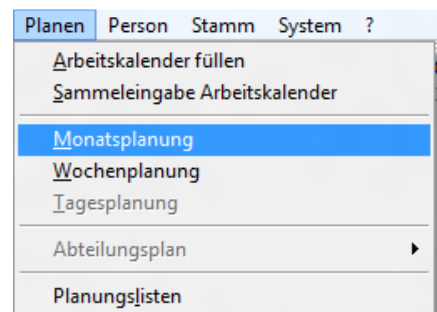 Planen Person Stamm System ?
Arbeitskalender füllen
Sammeleingabe Arbeitskalender
Monatsplanung
Wochenplanung
Tagesplanung
Abteilungsplan
Planungslisten